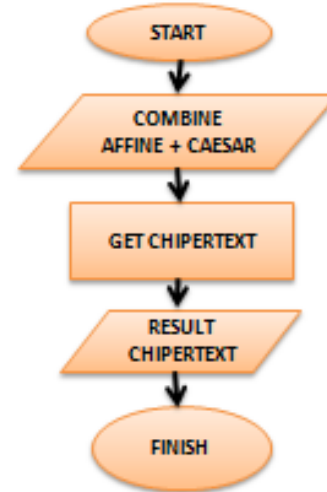 START
COMBINE
AFFINE + CAESAR
GET CHIPERTEXT
RESULT
CHIPERTEXT
FINISH